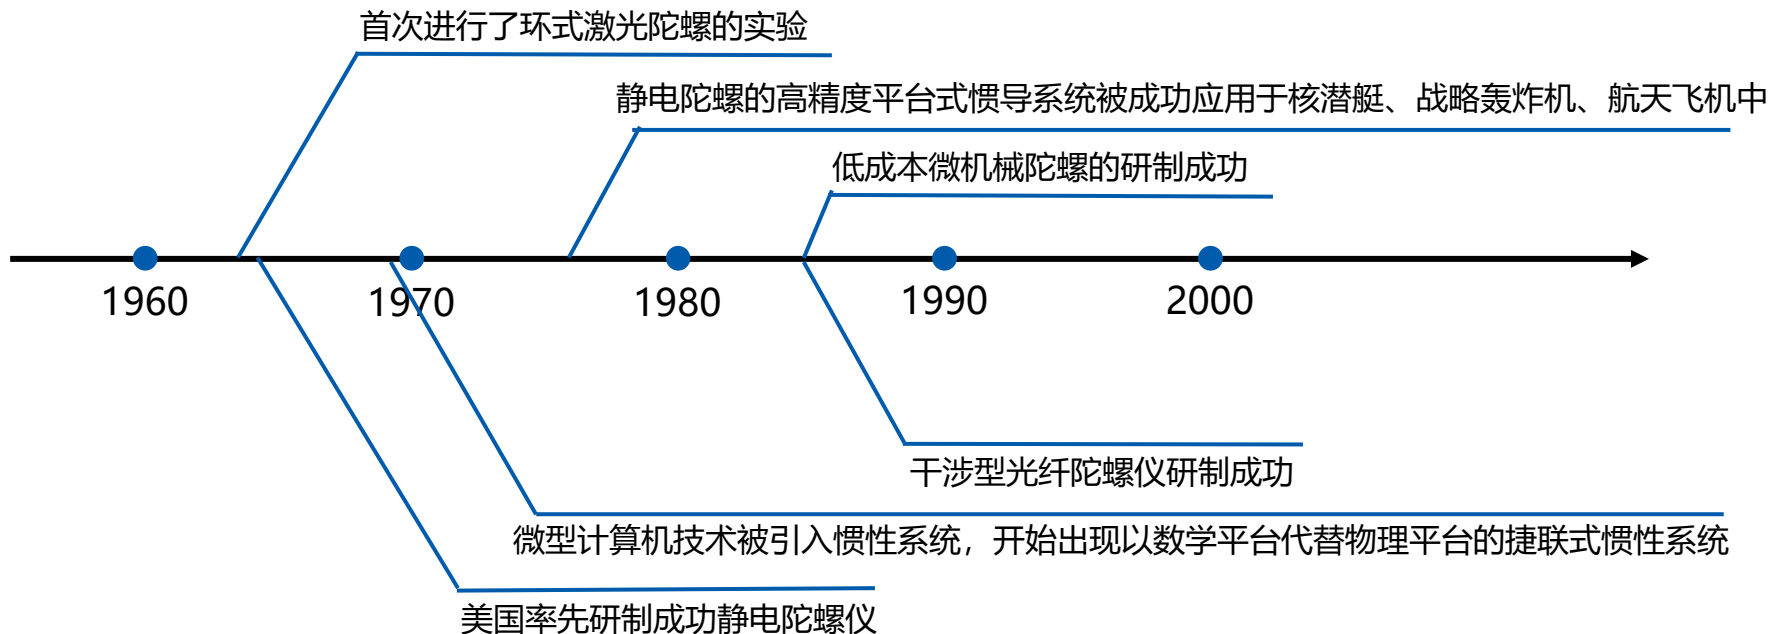 首次进行了环式激光陀螺的实验
静电陀螺的高精度平台式惯导系统被成功应用于核潜艇、战略轰炸机、航天飞机中
低成本微机械陀螺的研制成功
1960
1970
1980
1990
2000
干涉型光纤陀螺仪研制成功
微型计算机技术被引入惯性系统，开始出现以数学平台代替物理平台的捷联式惯性系统
美国率先研制成功静电陀螺仪